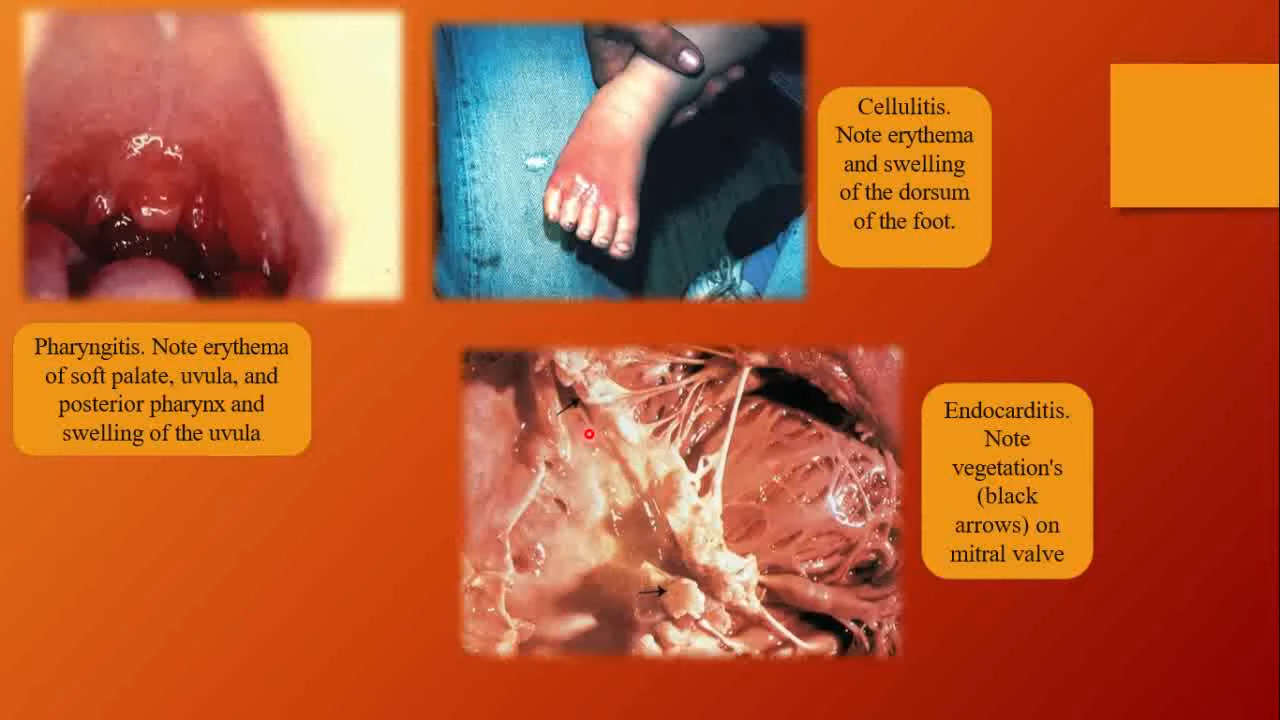 Cellulitis.
Note erythema
and swelling
of the dorsum
of the foot.
Pharyngitis. Note erythema
of soft palate, uvula, and
posterior pharynx and
swelling of the uvula
Endocarditis.
Note
vegetation's
(black
arrows) on
mitral valve